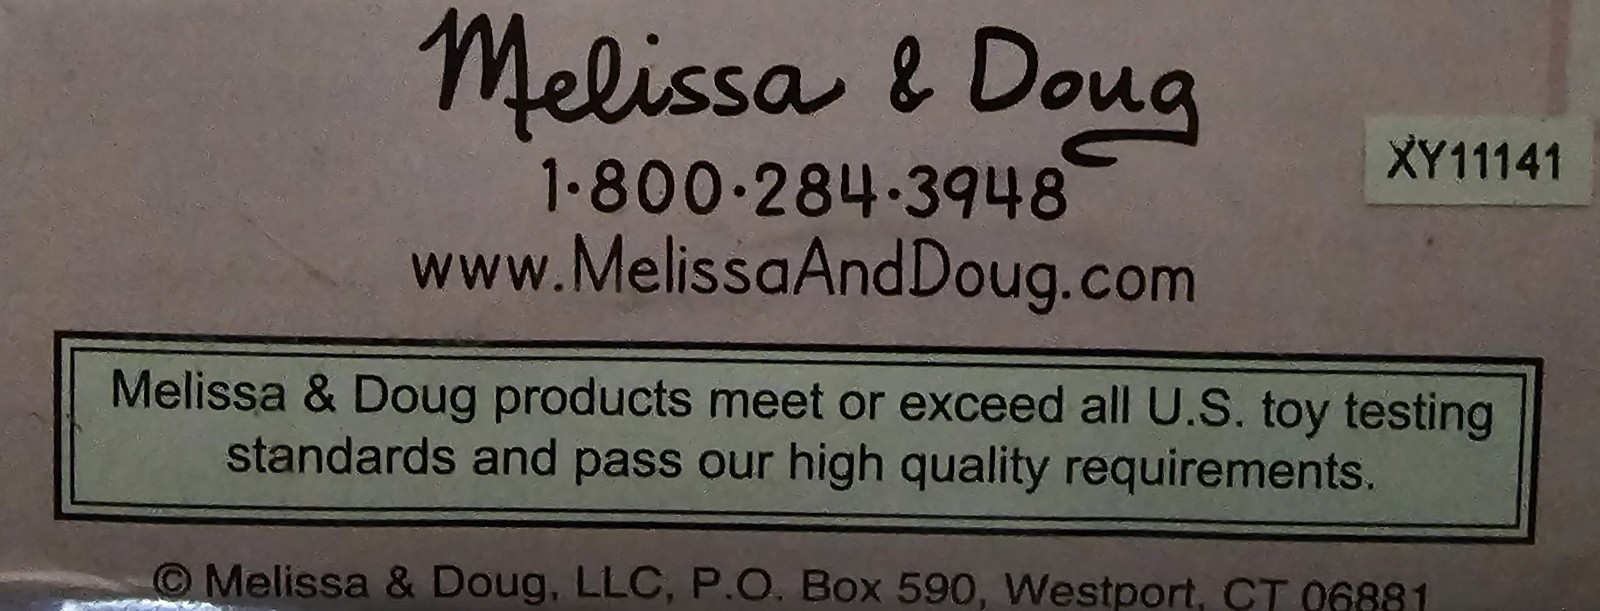 Melissa & Doug
1·800·284·3948
XY11141
www.MelissaAndDoug.com
Melissa & Doug products meet or exceed all U.S. toy testing
standards and pass our high quality requirements.
© Melissa & Doug, LLC, P.O. Box 590, Westport, CT 06881